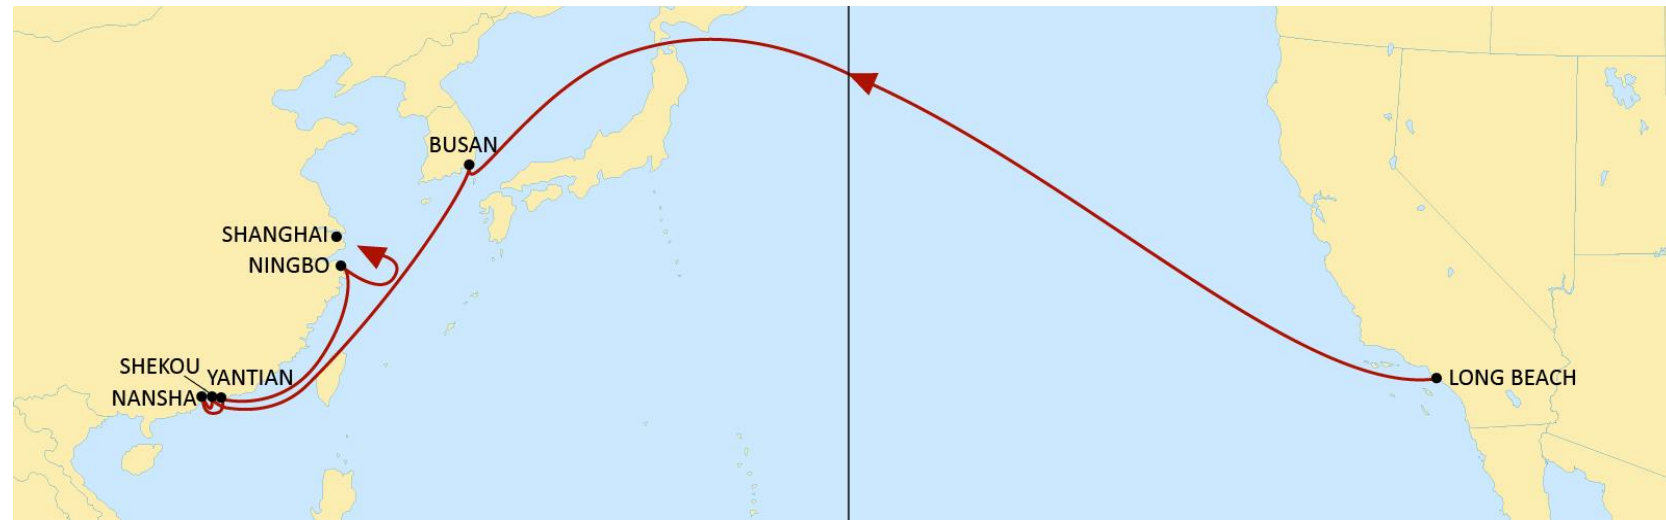 BUSAN
SHANGHAI
NINGBO
SHEKOU
YANTIAN
NANSHA
LONG BEACH